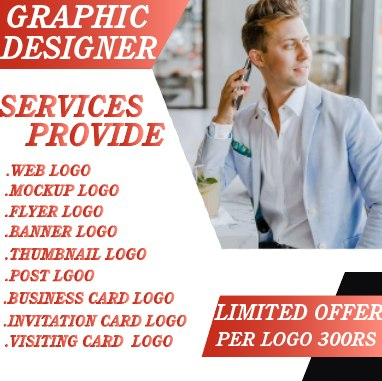 GRAPHIC
DESIGNER
SERVICES
PROVIDE
.WEB LOGO
.MOCKUP LOGO
.FLYER LOGO
.BANNER LOGO
.THUMBNAIL LOGO
.POST LGOO
.BUSINESS CARD LOGO
.INVITATION CARD LOGO
.VISITING CARD LOGO
LIMITED OFFER
PER LOGO 300RS